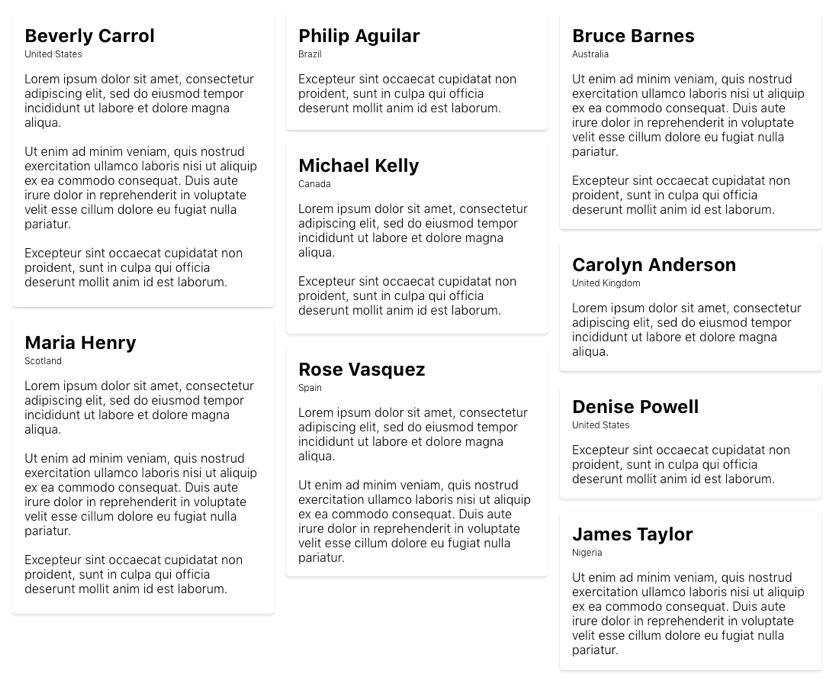 Beverly Carrol
United States
Lorem ipsum dolor sit amet, consectetur
adipiscing elit, sed do eiusmod tempor
incididunt ut labore et dolore magna
aliqua.
Ut enim ad minim veniam, quis nostrud
exercitation ullamco laboris nisi ut aliquip
ex ea commodo consequat. Duis aute
irure dolor in reprehenderit in voluptate
velit esse cillum dolore eu fugiat nulla
pariatur.
Excepteur sint occaecat cupidatat non
proident, sunt in culpa qui officia
deserunt mollit anim id est laborum.
Maria Henry
Scotland
Lorem ipsum dolor sit amet, consectetur
adipiscing elit, sed do eiusmod tempor
incididunt ut labore et dolore magna
aliqua.
Ut enim ad minim veniam, quis nostrud
exercitation ullamco laboris nisi ut aliquip
ex ea commodo consequat. Duis aute
irure dolor in reprehenderit in voluptate
velit esse cillum dolore eu fugiat nulla
pariatur.
Excepteur sint occaecat cupidatat non
proident, sunt in culpa qui officia
deserunt mollit anim id est laborum.
Philip Aguilar
Brazil
Excepteur sint occaecat cupidatat non
proident, sunt in culpa qui officia
deserunt mollit anim id est laborum.
Michael Kelly
Canada
Lorem ipsum dolor sit amet, consectetur
adipiscing elit, sed do eiusmod tempor
incididunt ut labore et dolore magna
aliqua.
Excepteur sint occaecat cupidatat non
proident, sunt in culpa qui officia
deserunt mollit anim id est laborum.
Rose Vasquez
Spain
Lorem ipsum dolor sit amet, consectetur
adipiscing elit, sed do eiusmod tempor
incididunt ut labore et dolore magna
aliqua.
Ut enim ad minim veniam, quis nostrud
exercitation ullamco laboris nisi ut aliquip
ex ea commodo consequat. Duis aute
irure dolor in reprehenderit in voluptate
velit esse cillum dolore eu fugiat nulla
pariatur.
Bruce Barnes
Australia
Ut enim ad minim veniam, quis nostrud
exercitation ullamco laboris nisi ut aliquip
ex ea commodo consequat. Duis aute
irure dolor in reprehenderit in voluptate
velit esse cillum dolore eu fugiat nulla
pariatur.
Excepteur sint occaecat cupidatat non
proident, sunt in culpa qui officia
deserunt mollit anim id est laborum.
Carolyn Anderson
United Kingdom
Lorem ipsum dolor sit amet, consectetur
adipiscing elit, sed do eiusmod tempor
incididunt ut labore et dolore magna
aliqua.
Denise Powell
United States
Excepteur sint occaecat cupidatat non
proident, sunt in culpa qui officia
deserunt mollit anim id est laborum.
James Taylor
Nigeria
Ut enim ad minim veniam, quis nostrud
exercitation ullamco laboris nisi ut aliquip
ex ea commodo consequat. Duis aute
irure dolor in reprehenderit in voluptate
velit esse cillum dolore eu fugiat nulla
pariatur.